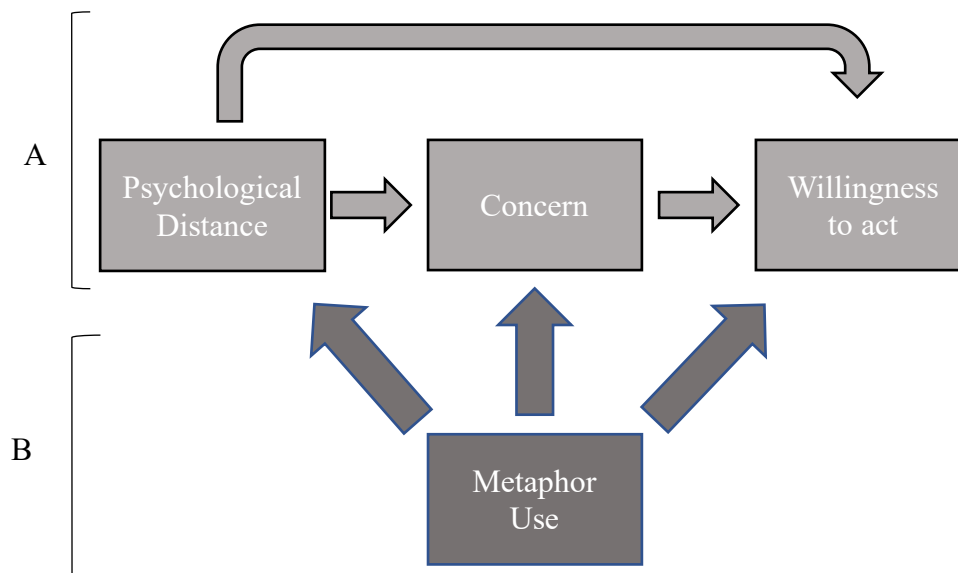 A
Psychological
Distance
Concern
Willingness
to act
B
Metaphor
Use